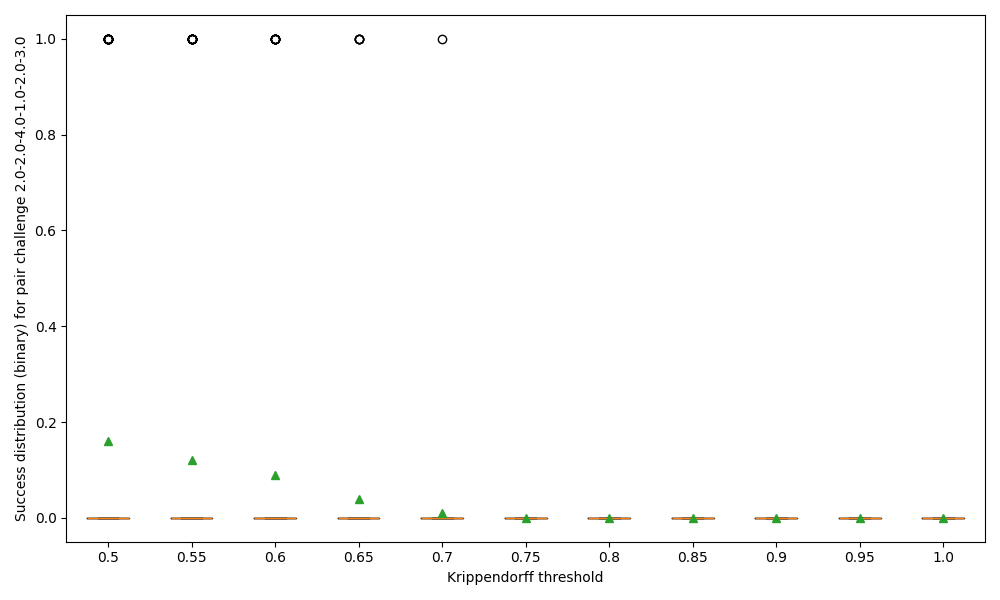 Success distribution (binary) for pair challenge 2.0-2.0-4.0-1.0-2.0-3.0
1.0
0.8
0.6
0.4
0.2
0.0
0.5 0.55 0.6 0.65 0.7 0.75 0.8 0.85 0.9 0.95 1.0
Krippendorff threshold